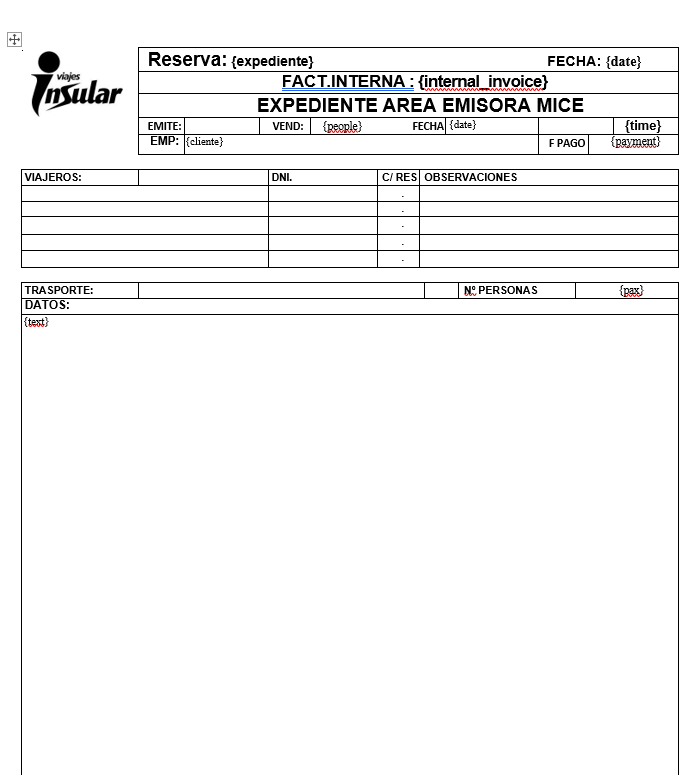 viajes
insular
Reserva: {expediente} FECHA: {date}
FACT.INTERNA : {internal_invoice}
EXPEDIENTE AREA EMISORA MICE
EMITE: VEND: {people} FECHA {date} {time}
EMP: {cliente} F PAGO {payment}
VIAJEROS: DNI. C/ RES OBSERVACIONES
.
.
.
.
.
TRASPORTE: Nº PERSONAS {pax}
DATOS:
{text}